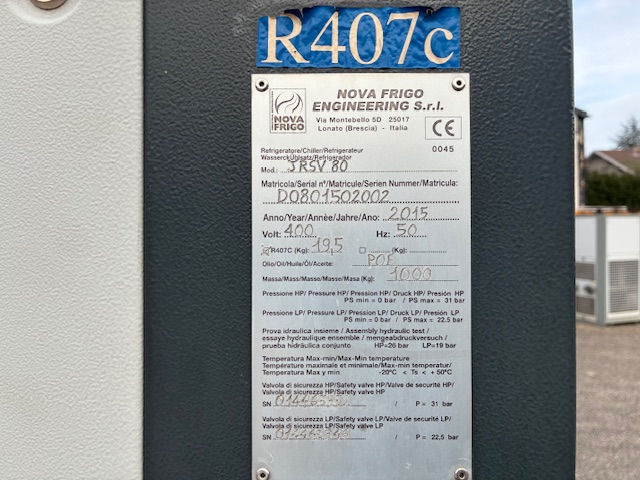 R407c
NOVA FRIGO
ENGINEERING S.r.l.
Via Montebello 5D 25017
Lonato (Brescia) - Italia
NOVA
FRIGO
CE
0045
Refrigeratore/Chiller/Refrigerateur
Wasserckühlsatz/Refrigerador
Mod.: JRSV 80
Matricola/Serial n°/Matricule/Serien Nummer/Matricula:
D0801502002
Anno/Year/Annèe/Jahre/Ano: 2015
Volt: 400 Hz: 50
R407C (Kg): 19,5 (Kg):
Olio/Oil/Huile/Öl/Aceite: POE
Massa/Mass/Masse/Masse/Masa (Kg): 1000
Pressione HP/ Pressure HP/ Pression HP/ Druck HP/ Presión HP
PS min = 0 bar / PS max = 31 bar
Pressione LP/ Pressure LP/ Pression LP/ Druck LP/ Presión LP
PS min = 0 bar / PS max = 22.5 bar
Prova idraulica insieme / Assembly hydraulic test /
essaye hydraulique ensemble / mengeabdruckversuch /
prueba hidráulica conjunto HP=26 bar LP=19 bar
Temperatura Max-min/Max-Min temperature
Température maximale et minimale/Max-min temperatur
Temperatura Max y min -20°C < Ts < + 50°C
Valvola di sicurezza HP/Safety valve HP/Valve de securité HP/
Valvola di sicurezza HP/Safety valve HP
SN / P = 31 bar
Valvola di sicurezza LP/Safety valve LP/Valve de securité LP/
Valvola di sicurezza LP/Safety valve LP
SN / P = 22,5 bar